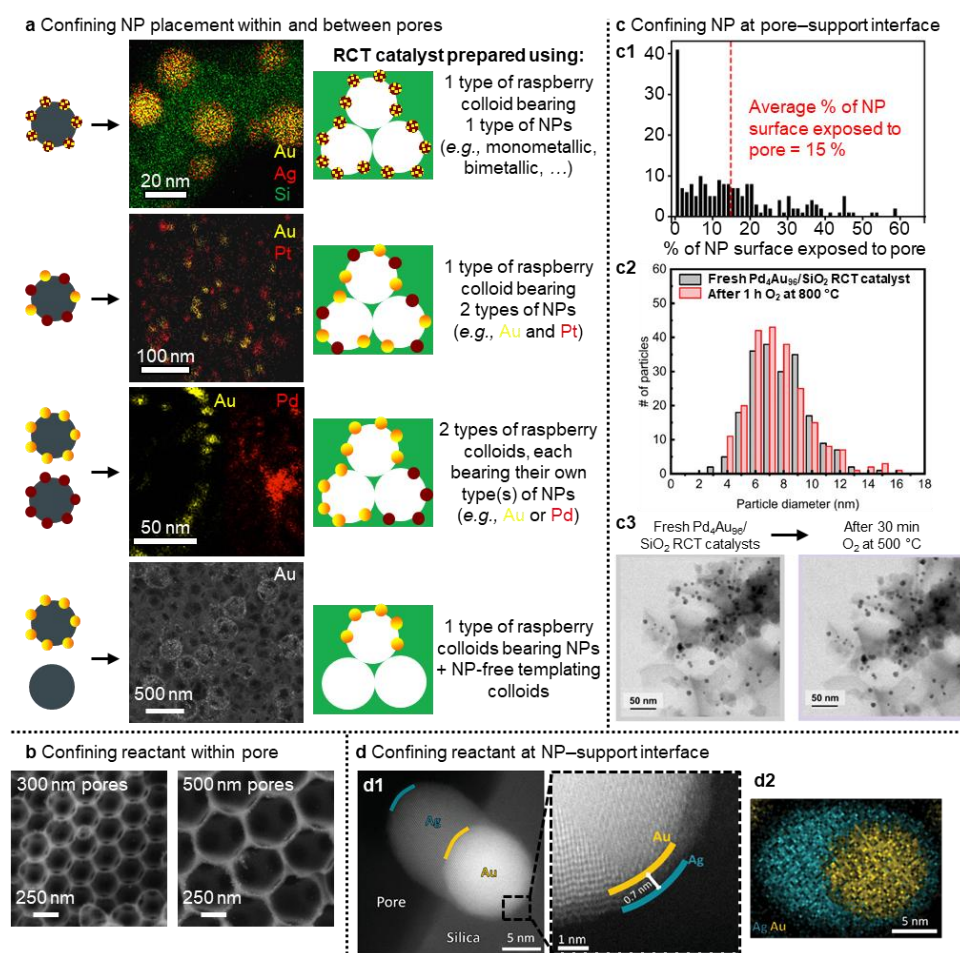 a Confining NP placement within and between pores
Au
Ag
Si
20 nm
RCT catalyst prepared using:
1 type of raspberry
colloid bearing
1 type of NPs
(e.g., monometallic,
bimetallic, …)
Au
Pt
100 nm
1 type of raspberry
colloid bearing
2 types of NPs
(e.g., Au and Pt)
Au
Pd
50 nm
2 types of raspberry
colloids, each
bearing their own
type(s) of NPs
(e.g., Au or Pd)
Au
500 nm
1 type of raspberry
colloids bearing NPs
+ NP-free templating
colloids
c Confining NP at pore–support interface
c1
40
30
20
10
0
Average % of NP
surface exposed to
pore = 15 %
0 10 20 30 40 50 60
% of NP surface exposed to pore
c2
60
50
40
30
20
10
0
# of particles
Fresh Pd₄Au₉₆/SiO₂ RCT catalyst
After 1 h O₂ at 800 °C
0 2 4 6 8 10 12 14 16 18
Particle diameter (nm)
c3
Fresh Pd₄Au₉₆/
SiO₂ RCT catalysts
After 30 min
O₂ at 500 °C
50 nm
50 nm
b Confining reactant within pore
300 nm pores
250 nm
500 nm pores
250 nm
d Confining reactant at NP–support interface
d1
Ag
Au
Pore
Silica
5 nm
Au
Ag
0.7 nm
1 nm
d2
Ag Au
5 nm